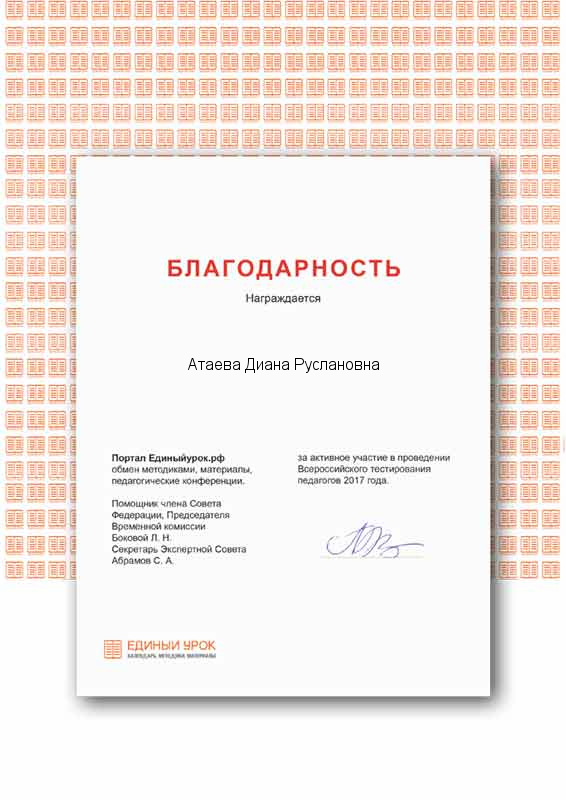 БЛАГОДАРНОСТЬ
Награждается
Атаева Диана Руслановна
Портал Единыйурок.рф
обмен методиками, материалы,
педагогические конференции.
Помощник члена Совета
Федерации, Председателя
Временной комиссии
Боковой Л. Н.
Секретарь Экспертной Совета
Абрамов С. А.
за активное участие в проведении
Всероссийского тестирования
педагогов 2017 года.
ЕДИНЫЙ УРОК
КАЛЕНДАРЬ МЕТОДИКИ МАТЕРИАЛЫ